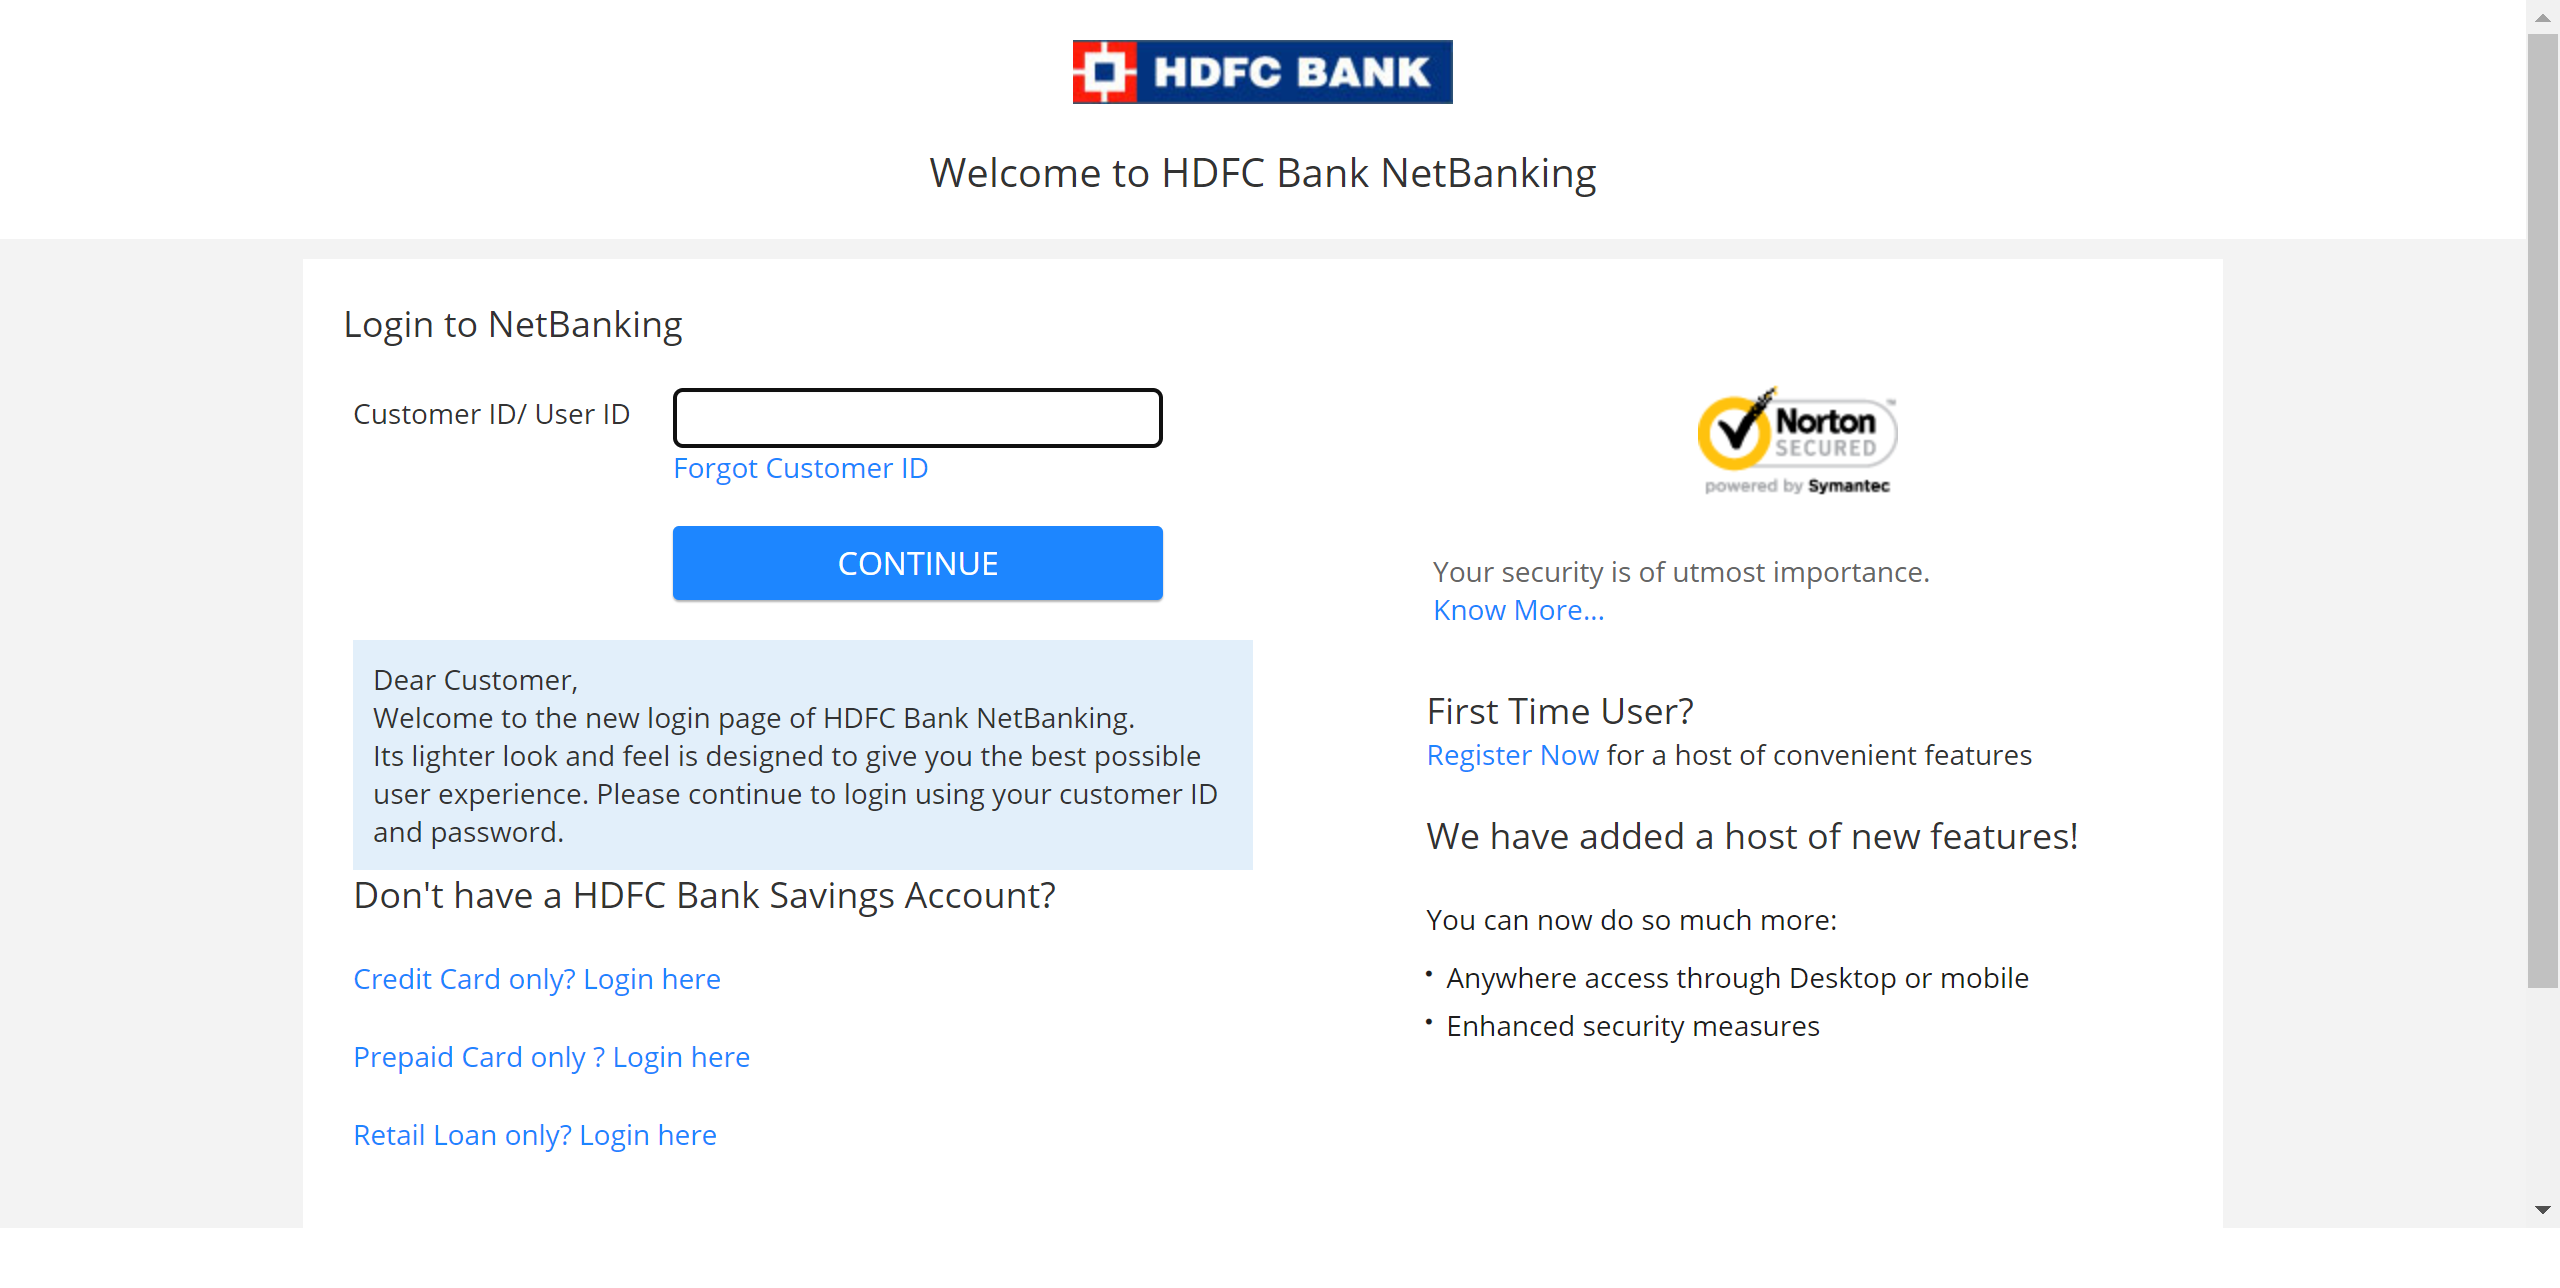 HDFC BANK
Welcome to HDFC Bank NetBanking
Login to NetBanking
Customer ID/ User ID
Forgot Customer ID
CONTINUE
Dear Customer,
Welcome to the new login page of HDFC Bank NetBanking.
Its lighter look and feel is designed to give you the best possible
user experience. Please continue to login using your customer ID
and password.
Don't have a HDFC Bank Savings Account?
Credit Card only? Login here
Prepaid Card only ? Login here
Retail Loan only? Login here
Norton™
SECURED
powered by Symantec
Your security is of utmost importance.
Know More...
First Time User?
Register Now for a host of convenient features
We have added a host of new features!
You can now do so much more:
• Anywhere access through Desktop or mobile
• Enhanced security measures